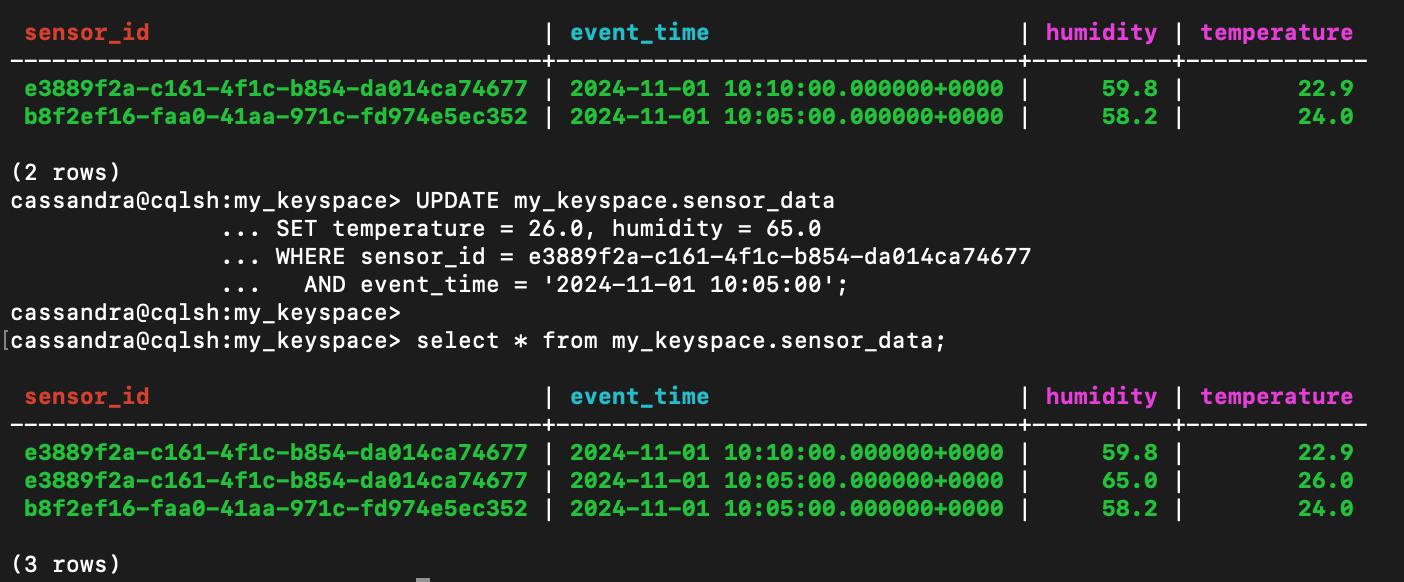 sensor_id | event_time | humidity | temperature
--------------------------------------+---------------------------------+----------+-------------
e3889f2a-c161-4f1c-b854-da014ca74677 | 2024-11-01 10:10:00.000000+0000 | 59.8 | 22.9
b8f2ef16-faa0-41aa-971c-fd974e5ec352 | 2024-11-01 10:05:00.000000+0000 | 58.2 | 24.0
(2 rows)
cassandra@cqlsh:my_keyspace> UPDATE my_keyspace.sensor_data
... SET temperature = 26.0, humidity = 65.0
... WHERE sensor_id = e3889f2a-c161-4f1c-b854-da014ca74677
... AND event_time = '2024-11-01 10:05:00';
cassandra@cqlsh:my_keyspace>
[cassandra@cqlsh:my_keyspace> select * from my_keyspace.sensor_data;
sensor_id | event_time | humidity | temperature
--------------------------------------+---------------------------------+----------+-------------
e3889f2a-c161-4f1c-b854-da014ca74677 | 2024-11-01 10:10:00.000000+0000 | 59.8 | 22.9
e3889f2a-c161-4f1c-b854-da014ca74677 | 2024-11-01 10:05:00.000000+0000 | 65.0 | 26.0
b8f2ef16-faa0-41aa-971c-fd974e5ec352 | 2024-11-01 10:05:00.000000+0000 | 58.2 | 24.0
(3 rows)